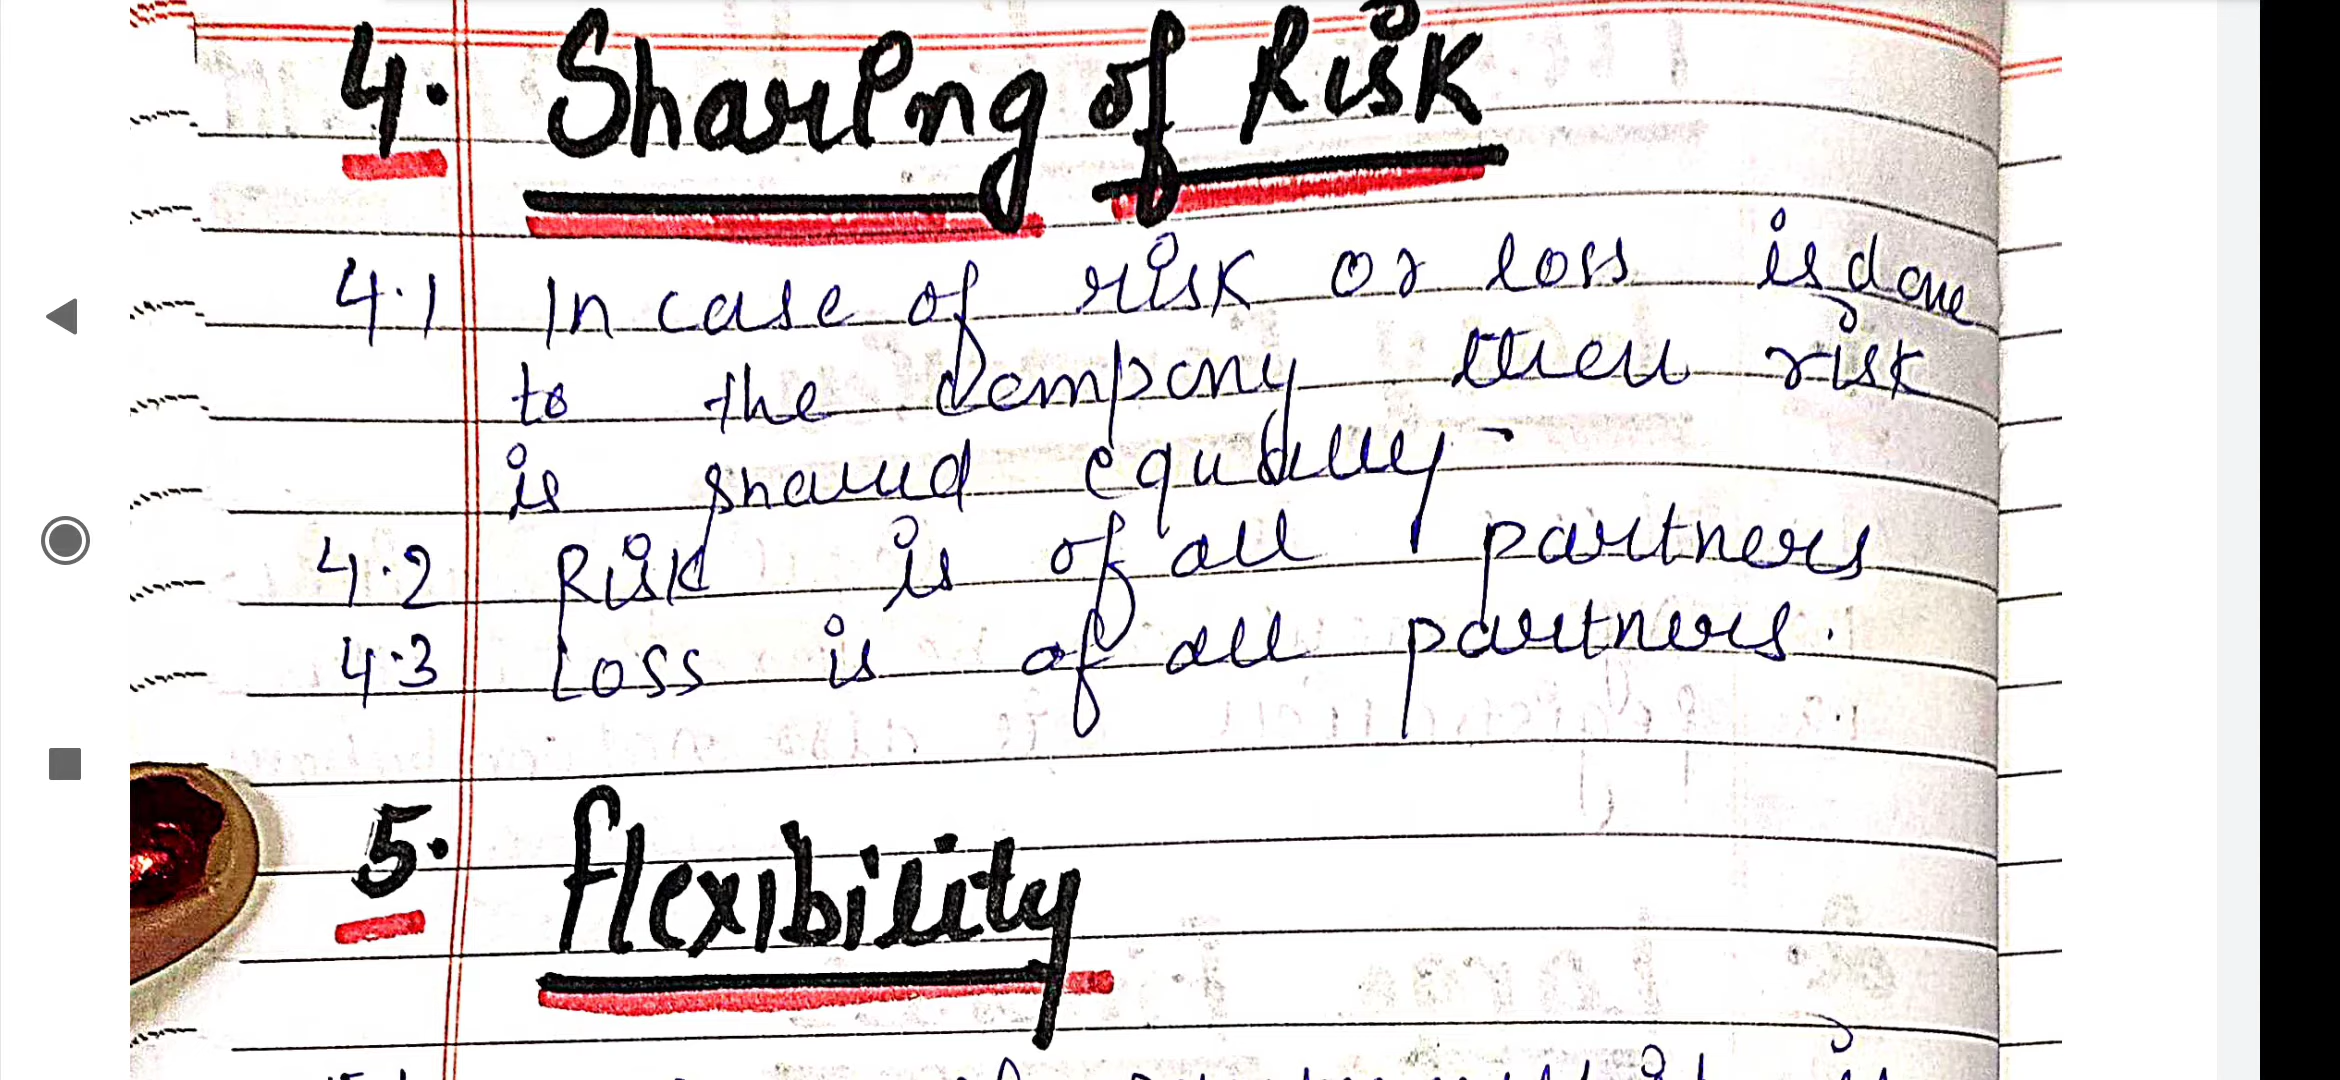 4. Sharing of Risk
4.1 In case of risk or loss is done
to the company then risk
is shared equally
4.2 Risk is of all partners
4.3 Loss is of all partners.
5. flexibility